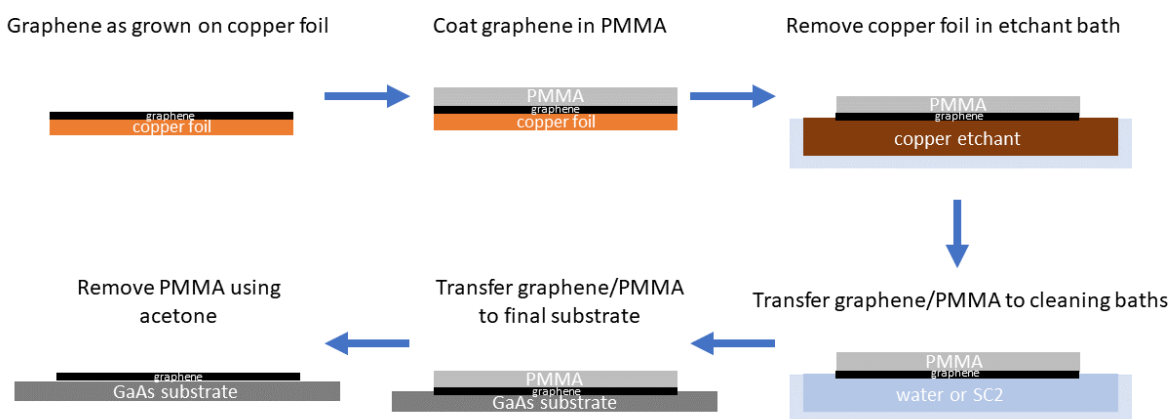 Graphene as grown on copper foil
graphene
copper foil
Coat graphene in PMMA
PMMA
graphene
copper foil
Remove copper foil in etchant bath
PMMA
graphene
copper etchant
Transfer graphene/PMMA to cleaning baths
PMMA
graphene
water or SC2
Transfer graphene/PMMA
to final substrate
PMMA
graphene
GaAs substrate
Remove PMMA using
acetone
graphene
GaAs substrate